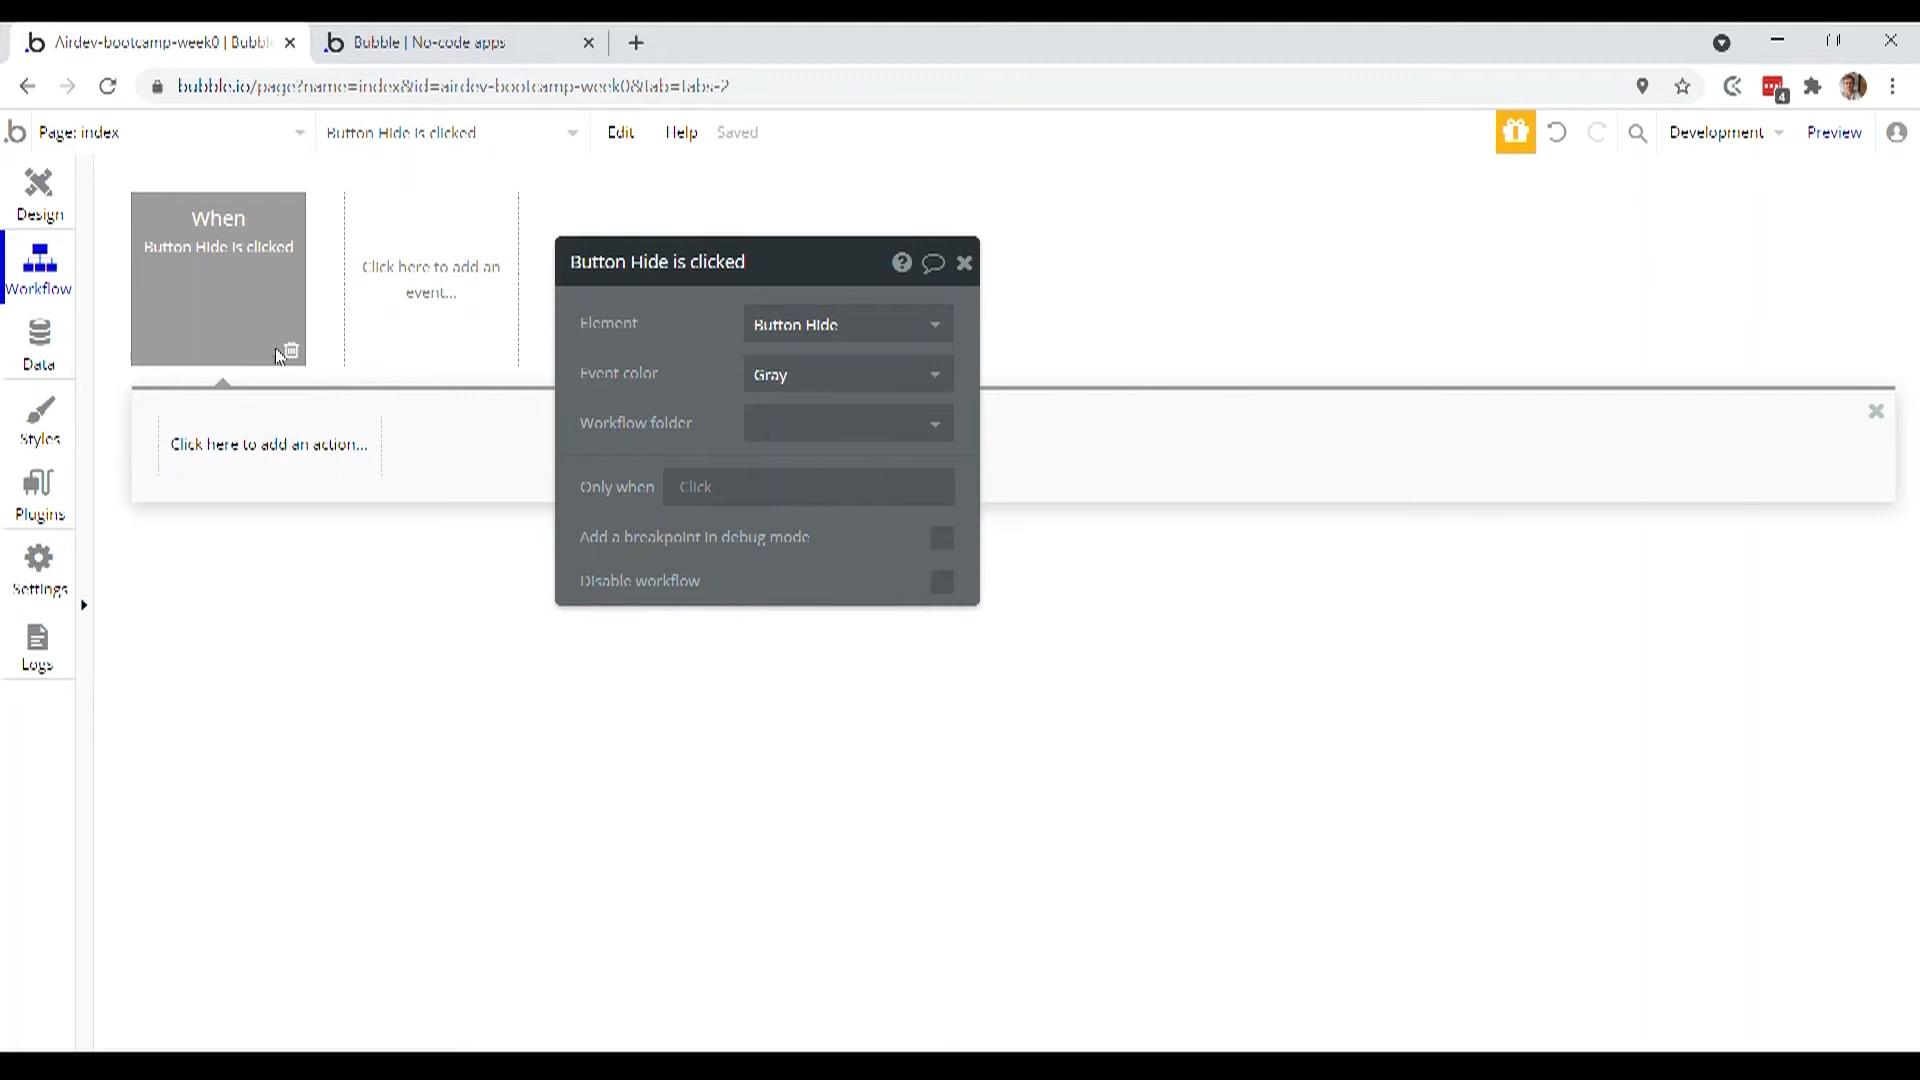 Airdev-bootcamp-week0 | Bubble
Bubble | No-code apps
bubble.io/page?name=index&id=airdev-bootcamp-week0&tab=tabs-2
4
Page: index
Button Hide is clicked
Edit
Help
Saved
Development
Preview
Design
Workflow
Data
Styles
Plugins
Settings
Logs
When
Button Hide is clicked
Click here to add an
event...
Click here to add an action...
Button Hide is clicked
Element
Button Hide
Event color
Gray
Workflow folder
Only when
Click
Add a breakpoint in debug mode
Disable workflow